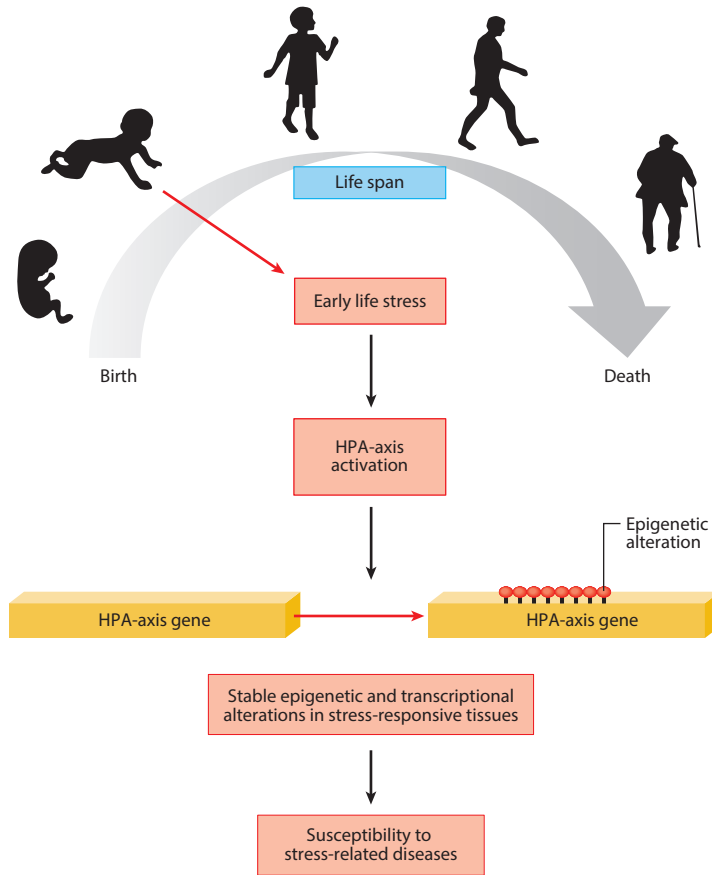 Life span
Early life stress
Birth
Death
HPA-axis
activation
Epigenetic
alteration
HPA-axis gene
HPA-axis gene
Stable epigenetic and transcriptional
alterations in stress-responsive tissues
Susceptibility to
stress-related diseases